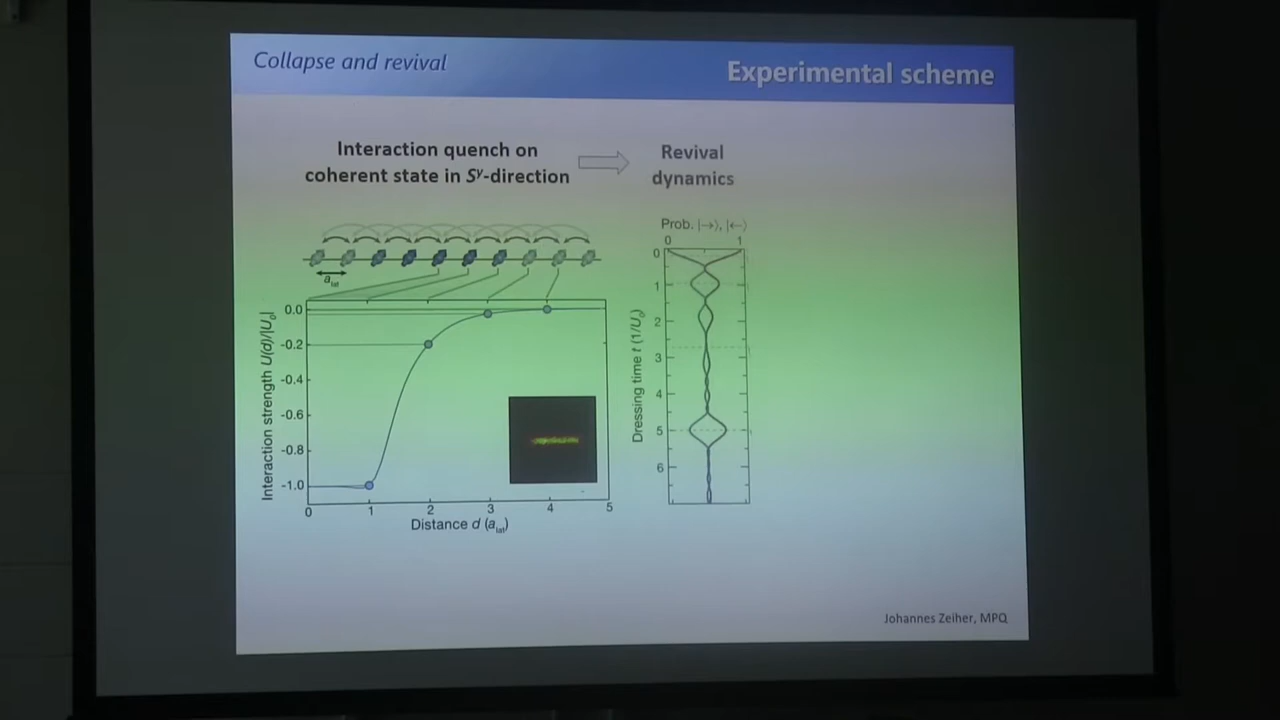 Collapse and revival
Experimental scheme
Interaction quench on
coherent state in Sʸ-direction
Revival
dynamics
Prob. |→⟩, |←⟩
0 1
a_lat
Interaction strength U(d)/|U₀|
0.0
-0.2
-0.4
-0.6
-0.8
-1.0
0 1 2 3 4 5
Distance d (a_lat)
Dressing time t (1/U₀)
0
1
2
3
4
5
6
Johannes Zeiher, MPQ